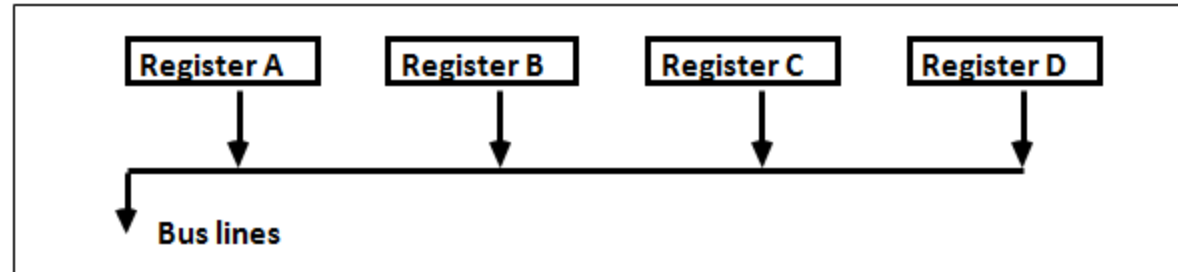 Register A
Register B
Register C
Register D
Bus lines